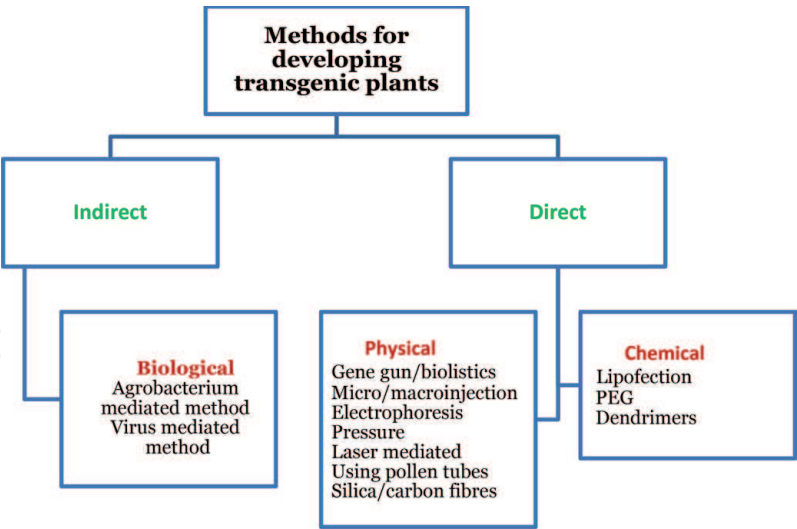 Methods for
developing
transgenic plants
Indirect
Direct
Biological
Agrobacterium
mediated method
Virus mediated
method
Physical
Gene gun/biolistics
Micro/macroinjection
Electrophoresis
Pressure
Laser mediated
Using pollen tubes
Silica/carbon fibres
Chemical
Lipofection
PEG
Dendrimers